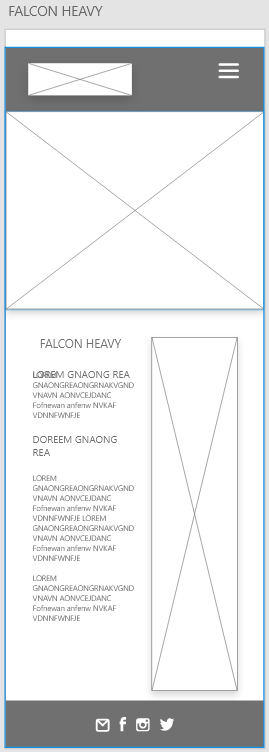 FALCON HEAVY
FALCON HEAVY
LOREM GNAONG REA
GNAONGREAONGRNAKVGND
VNAVN AONVCEJDANC
Fofnewan anfenw NVKAF
VDNNFWNFJE
DOREEM GNAONG
REA
LOREM
GNAONGREAONGRNAKVGND
VNAVN AONVCEJDANC
Fofnewan anfenw NVKAF
VDNNFWNFJE LOREM
GNAONGREAONGRNAKVGND
VNAVN AONVCEJDANC
Fofnewan anfenw NVKAF
VDNNFWNFJE
LOREM
GNAONGREAONGRNAKVGND
VNAVN AONVCEJDANC
Fofnewan anfenw NVKAF
VDNNFWNFJE